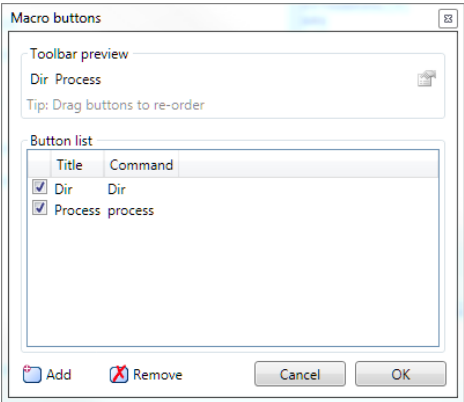 Macro buttons
Toolbar preview
Dir Process
Tip: Drag buttons to re-order
Button list
Title Command
Dir Dir
Process process
Add Remove Cancel OK